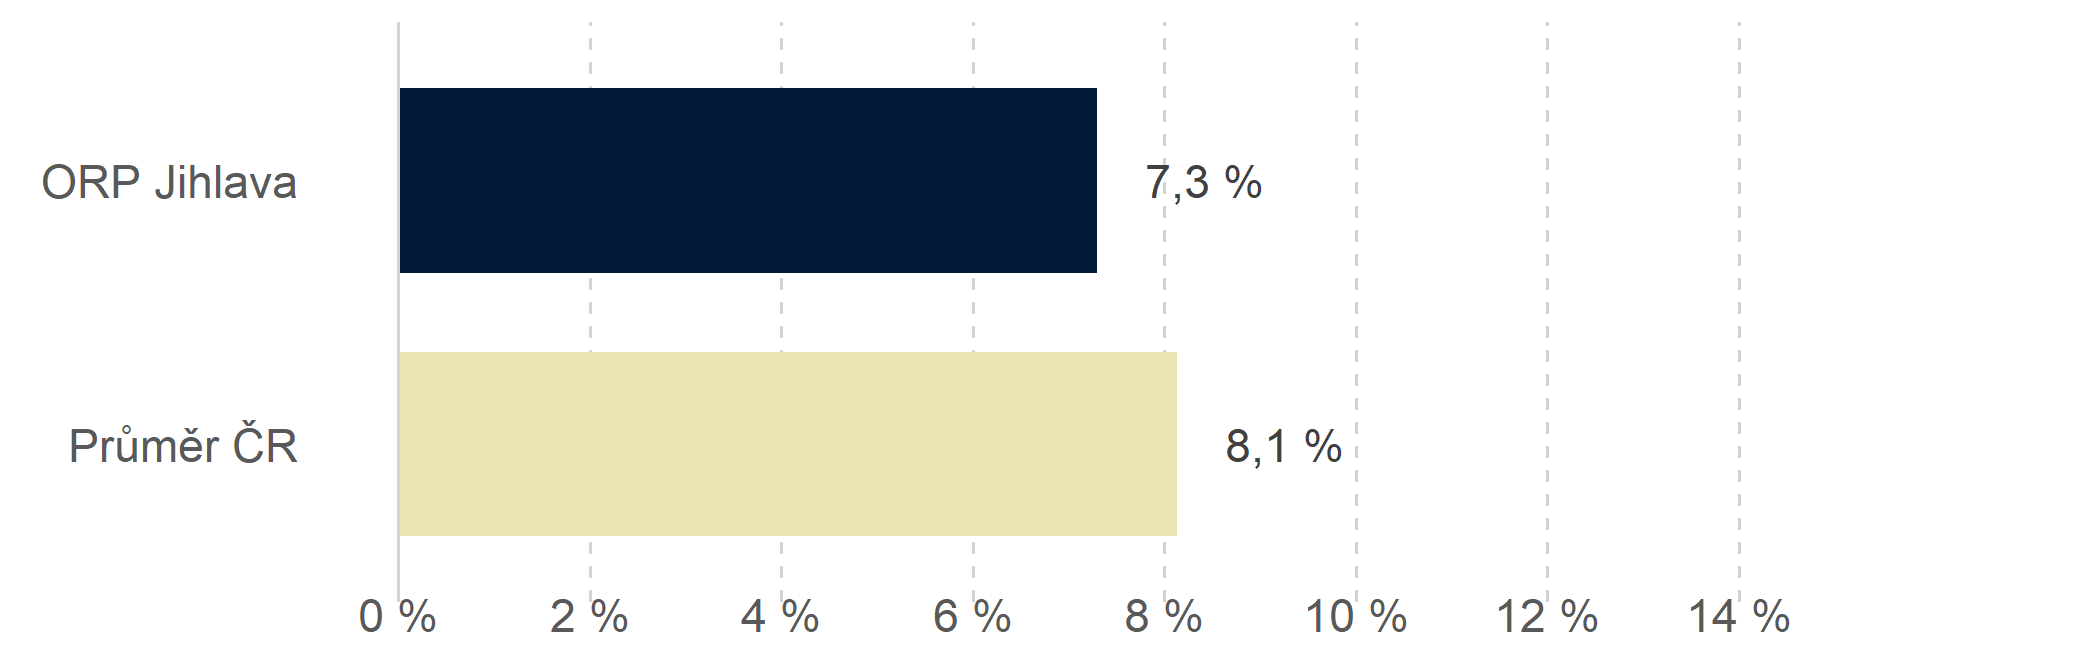 ORP Jihlava
7,3 %
Průměr ČR
8,1 %
0 % 2 % 4 % 6 % 8 % 10 % 12 % 14 %